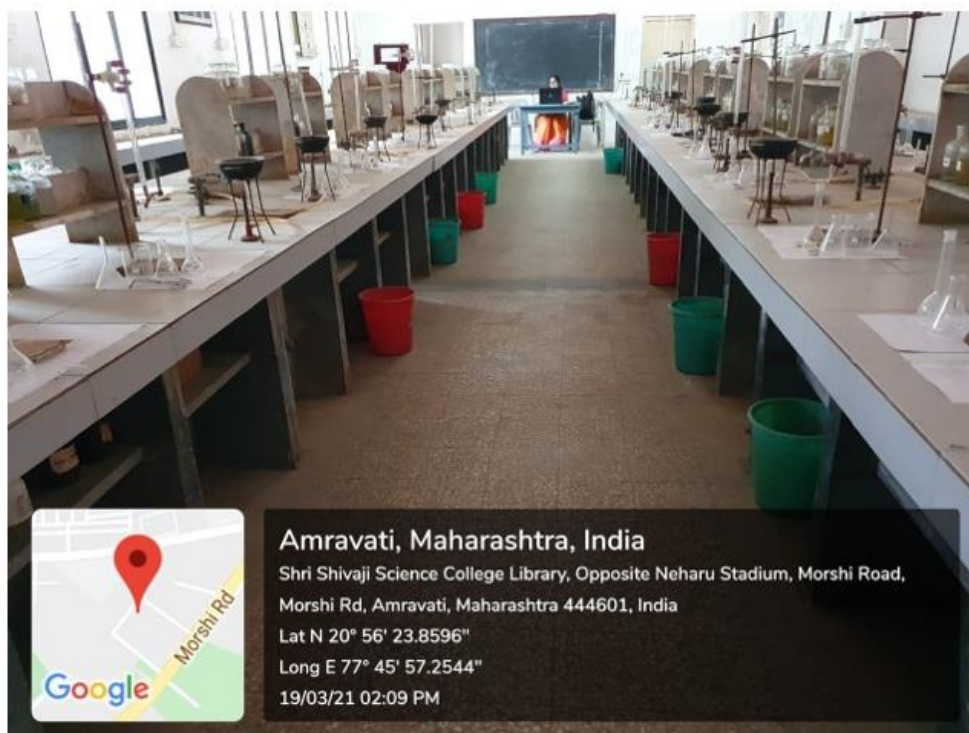 Amravati, Maharashtra, India
Shri Shivaji Science College Library, Opposite Neharu Stadium, Morshi Road,
Morshi Rd, Amravati, Maharashtra 444601, India
Lat N 20° 56' 23.8596"
Long E 77° 45' 57.2544"
19/03/21 02:09 PM
Morshi Rd
Google